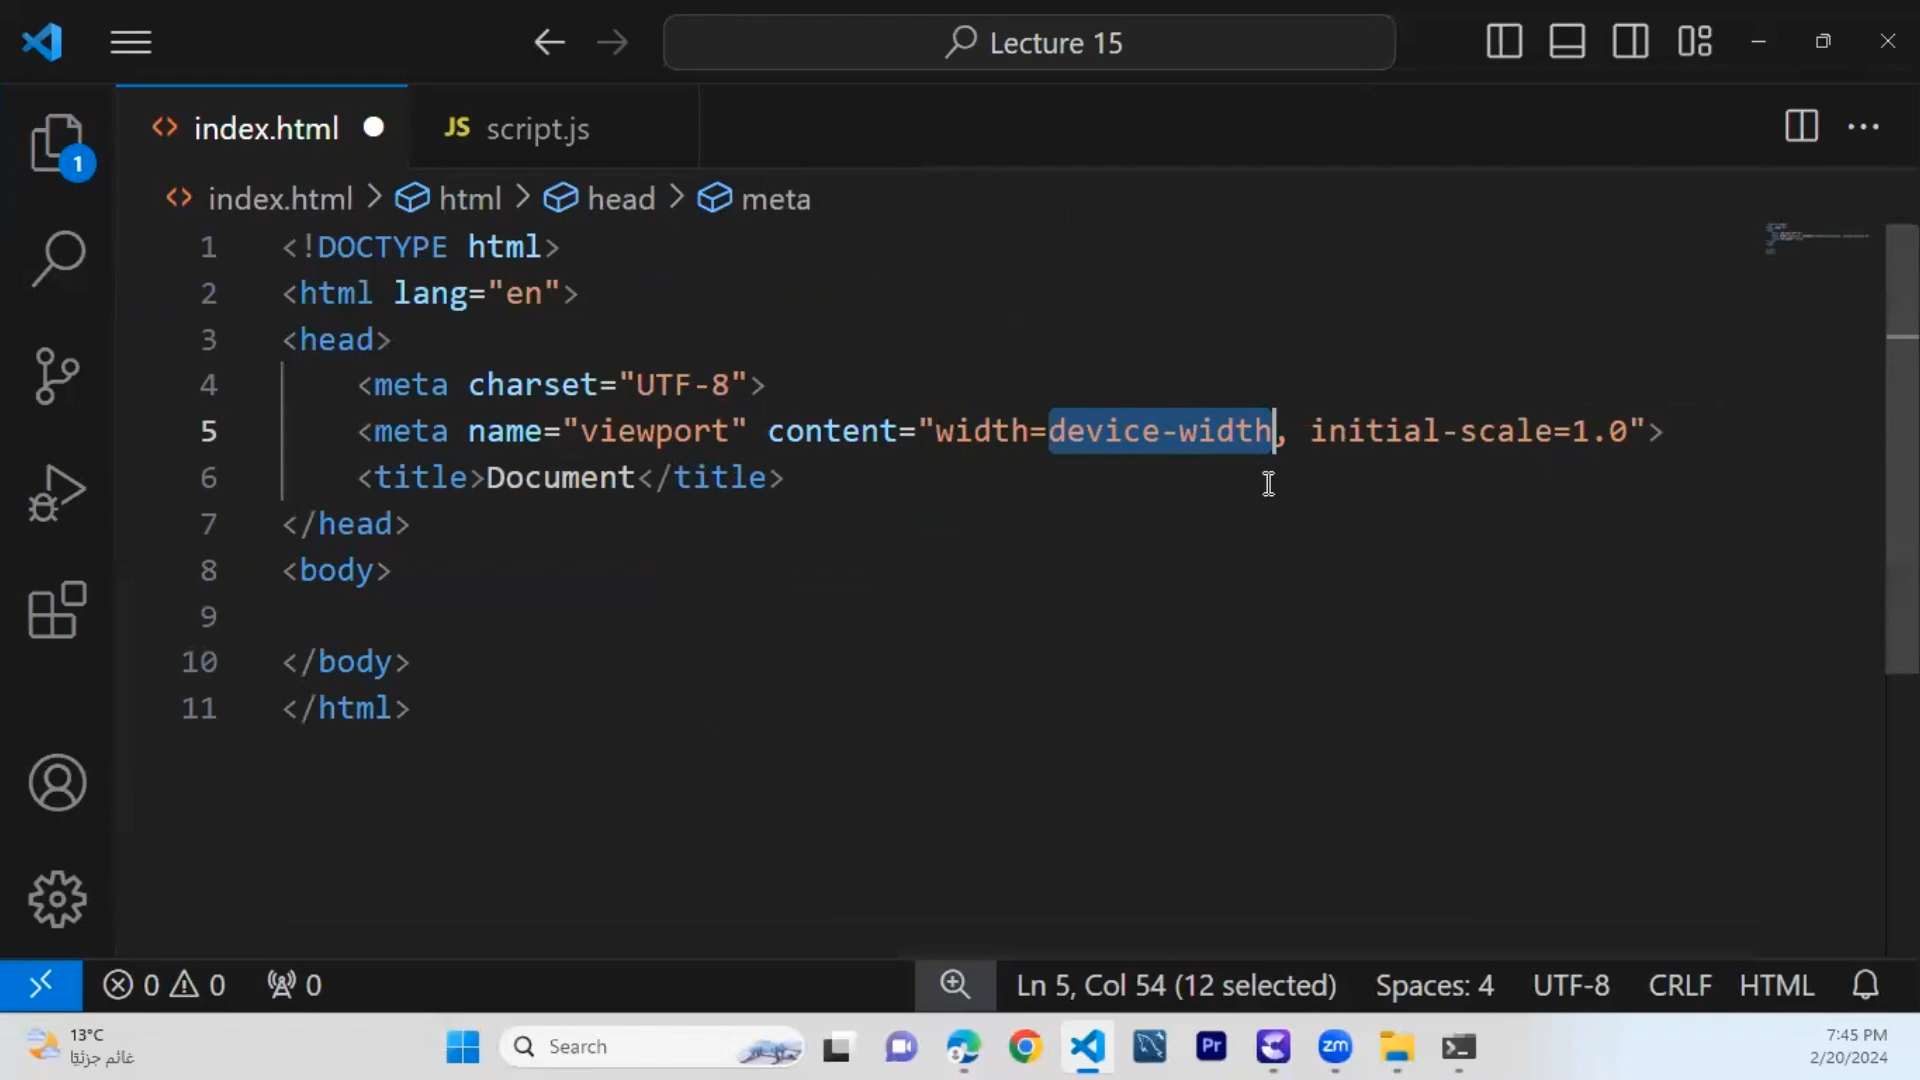 Lecture 15
index.html
JS script.js
1
index.html > html > head > meta
1 <!DOCTYPE html>
2 <html lang="en">
3 <head>
4     <meta charset="UTF-8">
5     <meta name="viewport" content="width=device-width, initial-scale=1.0">
6     <title>Document</title>
7 </head>
8 <body>
9
10 </body>
11 </html>
0 0 0 Ln 5, Col 54 (12 selected) Spaces: 4 UTF-8 CRLF HTML
13°C
غائم جزئيًا
Search
Pr
zm
7:45 PM
2/20/2024